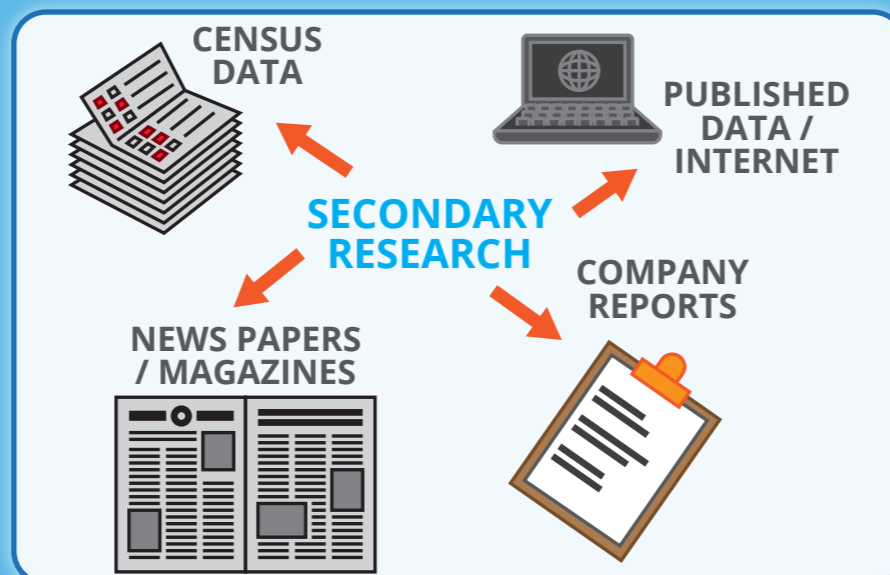 CENSUS
DATA
PUBLISHED
DATA /
INTERNET
SECONDARY
RESEARCH
COMPANY
REPORTS
NEWS PAPERS
/ MAGAZINES